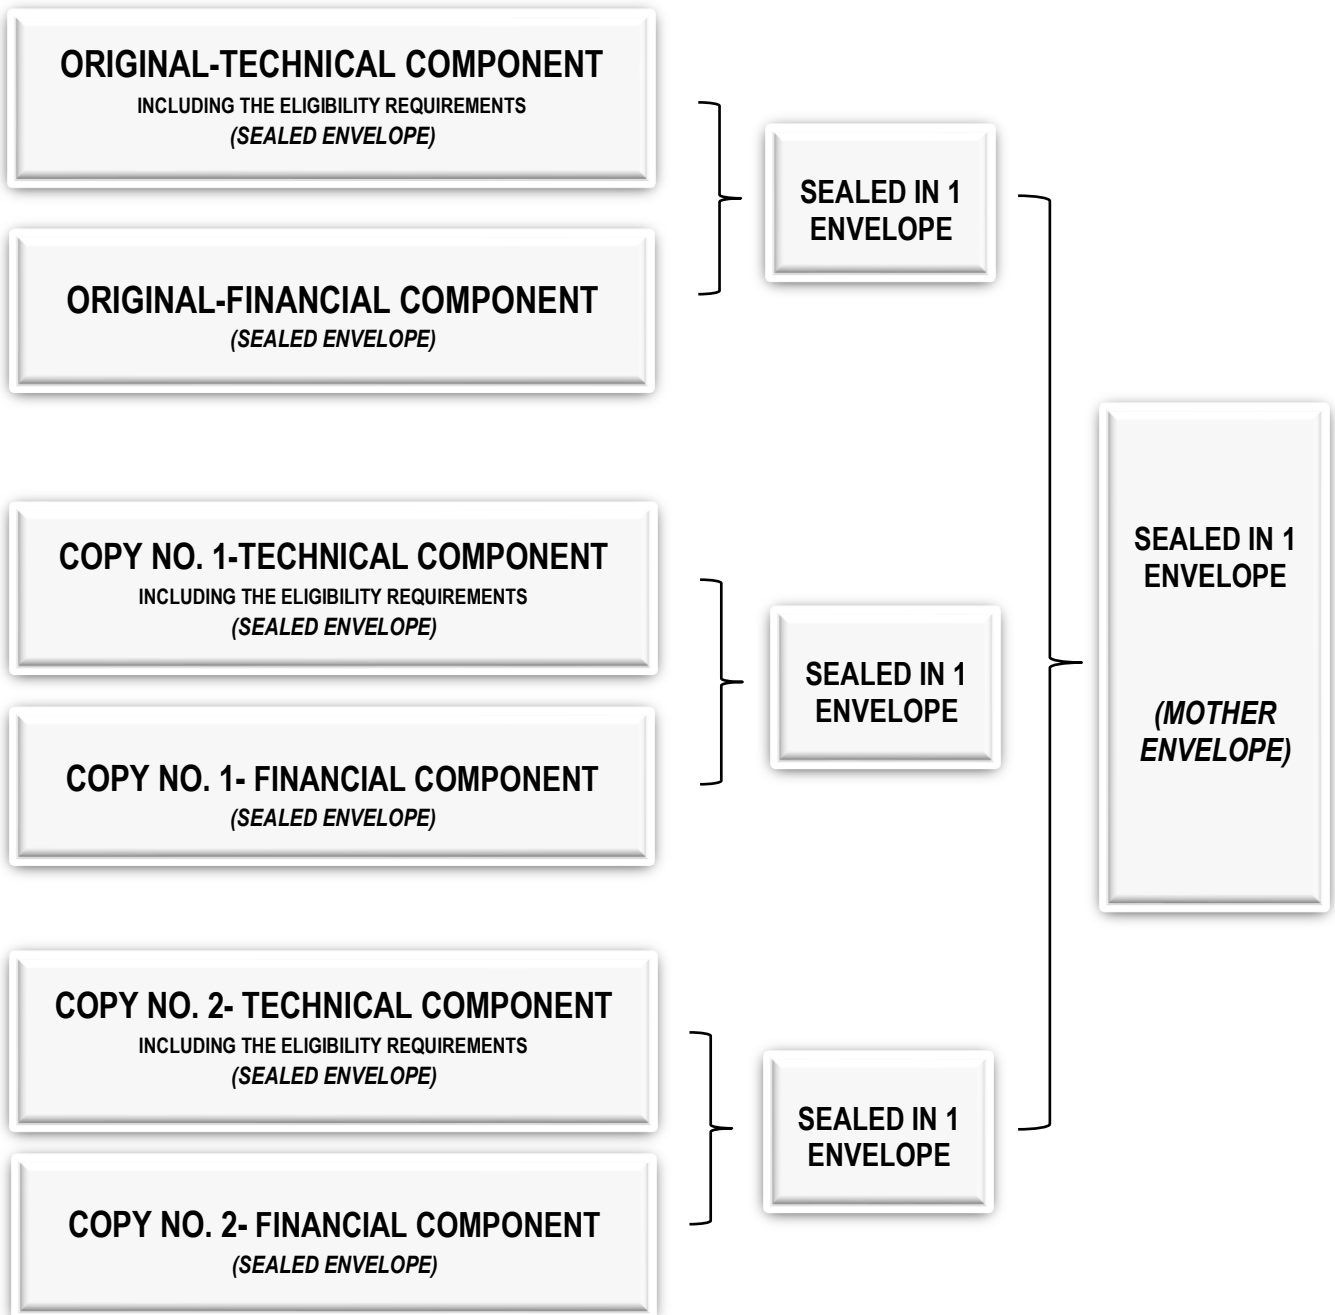 ORIGINAL-TECHNICAL COMPONENT
INCLUDING THE ELIGIBILITY REQUIREMENTS
(SEALED ENVELOPE)
ORIGINAL-FINANCIAL COMPONENT
(SEALED ENVELOPE)
SEALED IN 1
ENVELOPE
COPY NO. 1-TECHNICAL COMPONENT
INCLUDING THE ELIGIBILITY REQUIREMENTS
(SEALED ENVELOPE)
COPY NO. 1- FINANCIAL COMPONENT
(SEALED ENVELOPE)
SEALED IN 1
ENVELOPE
COPY NO. 2- TECHNICAL COMPONENT
INCLUDING THE ELIGIBILITY REQUIREMENTS
(SEALED ENVELOPE)
COPY NO. 2- FINANCIAL COMPONENT
(SEALED ENVELOPE)
SEALED IN 1
ENVELOPE
SEALED IN 1
ENVELOPE
(MOTHER
ENVELOPE)